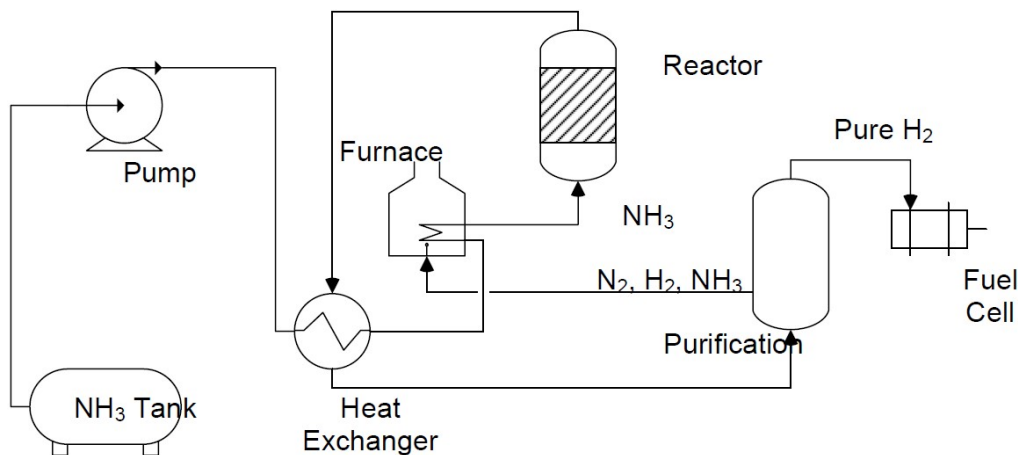 Reactor
Pure H₂
Furnace
Pump
NH₃
N₂, H₂, NH₃
Fuel
Cell
Purification
NH₃ Tank
Heat
Exchanger